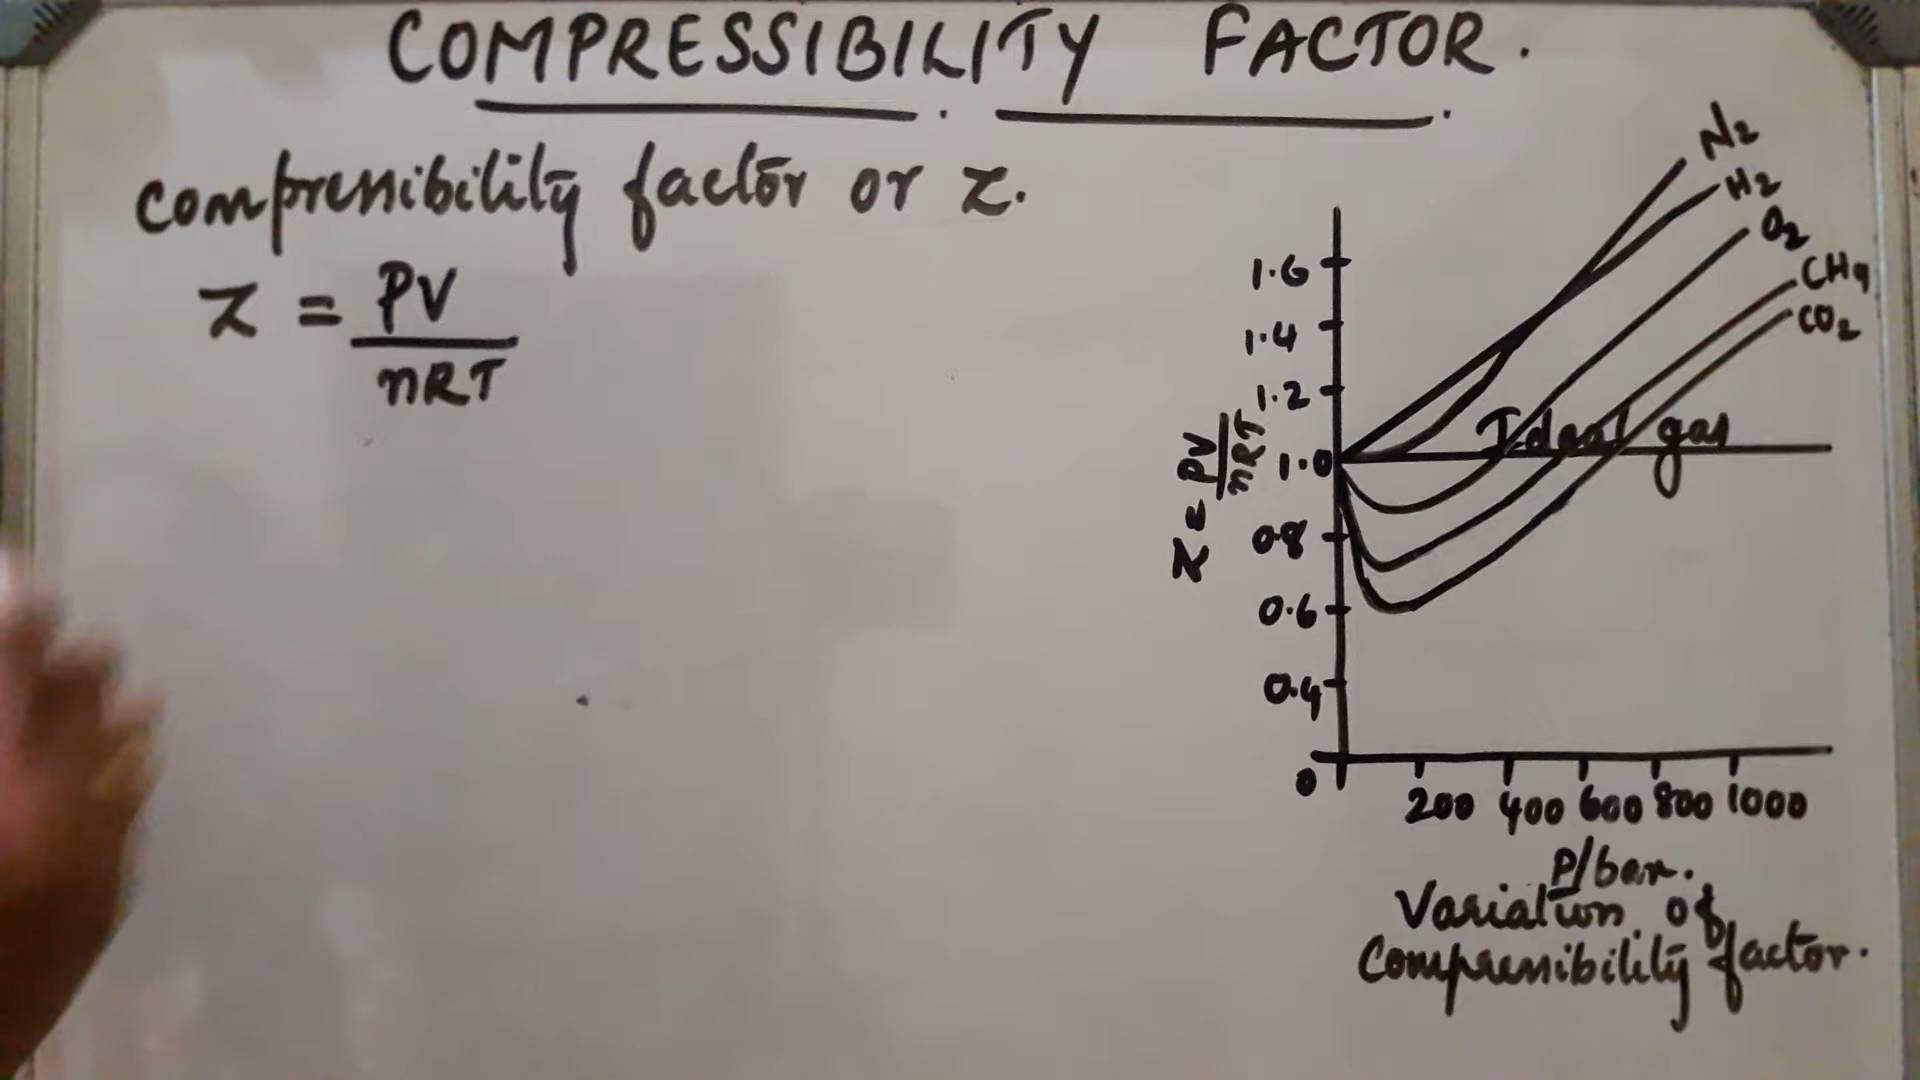 COMPRESSIBILITY FACTOR.
compressibility factor or z.
z = PV
nRT
N2
H2
O2
CH4
CO2
1.6
1.4
1.2
Ideal gas
1.0
z = PV
nRT
0.8
0.6
0.4
0
200 400 600 800 1000
P/bar.
Variation of
Compressibility factor.